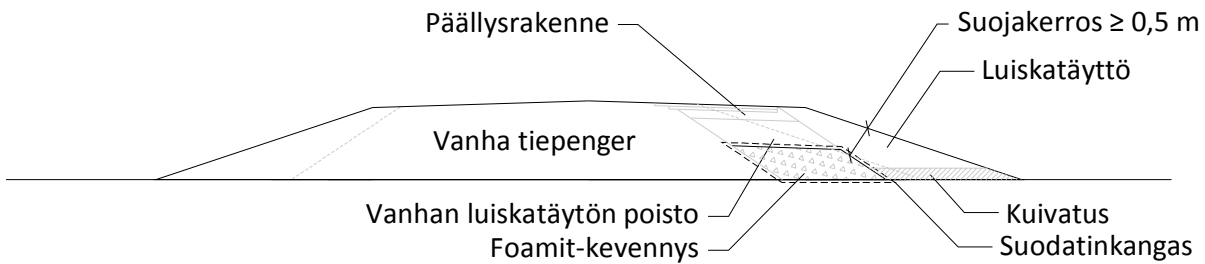 Päällysrakenne
Suojakerros ≥ 0,5 m
Luiskatäyttö
Vanha tiepenger
Vanhan luiskatäytön poisto
Foamit-kevennys
Kuivatus
Suodatinkangas